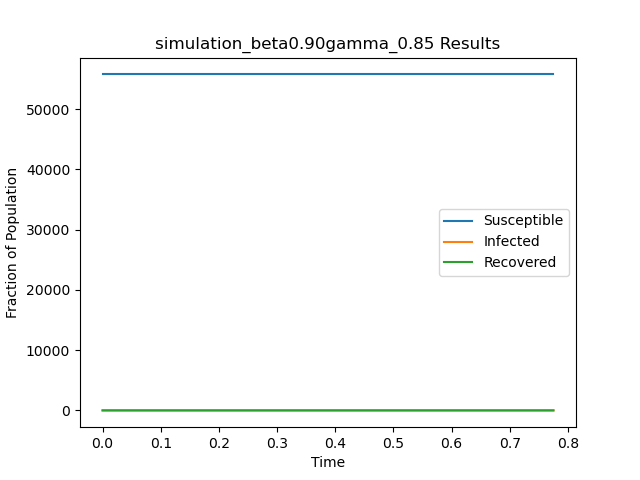 simulation_beta0.90gamma_0.85 Results
Fraction of Population
50000
40000
30000
20000
10000
0
Susceptible
Infected
Recovered
0.0 0.1 0.2 0.3 0.4 0.5 0.6 0.7 0.8
Time